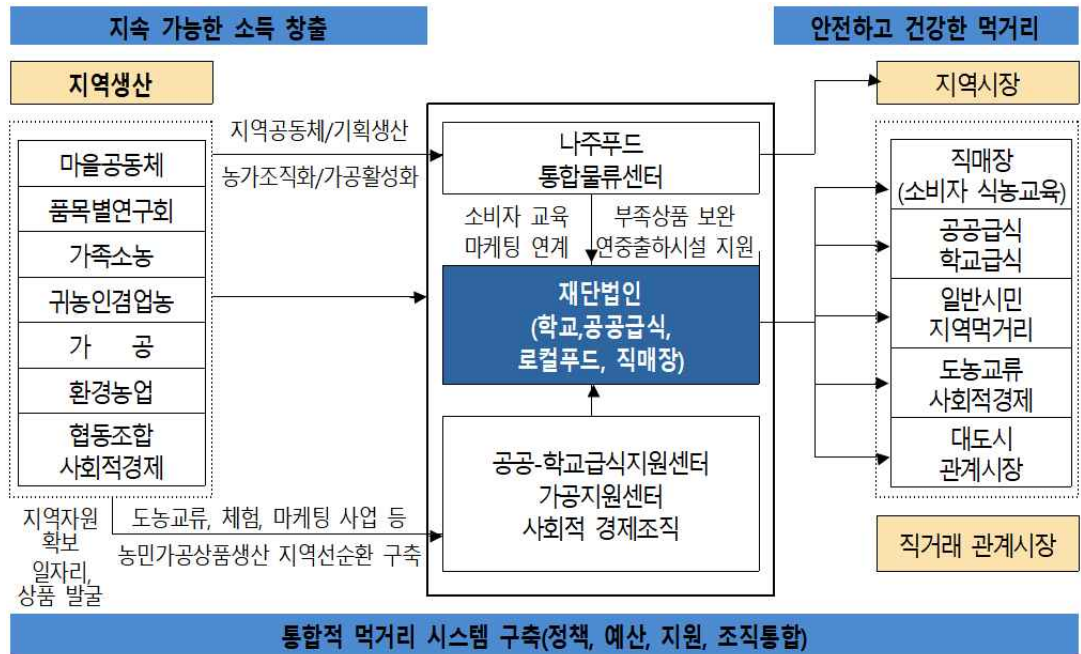 지속 가능한 소득 창출
안전하고 건강한 먹거리
지역생산
지역시장
마을공동체
품목별연구회
가족소농
귀농인겸업농
가 공
환경농업
협동조합
사회적경제
지역공동체/기획생산
농가조직화/가공활성화
나주푸드
통합물류센터
소비자 교육
마케팅 연계
부족상품 보완
연중출하시설 지원
재단법인
(학교,공공급식,
로컬푸드, 직매장)
공공-학교급식지원센터
가공지원센터
사회적 경제조직
직매장
(소비자 식농교육)
공공급식
학교급식
일반시민
지역먹거리
도농교류
사회적경제
대도시
관계시장
지역자원
확보
일자리,
상품 발굴
도농교류, 체험, 마케팅 사업 등
농민가공상품생산 지역선순환 구축
직거래 관계시장
통합적 먹거리 시스템 구축(정책, 예산, 지원, 조직통합)